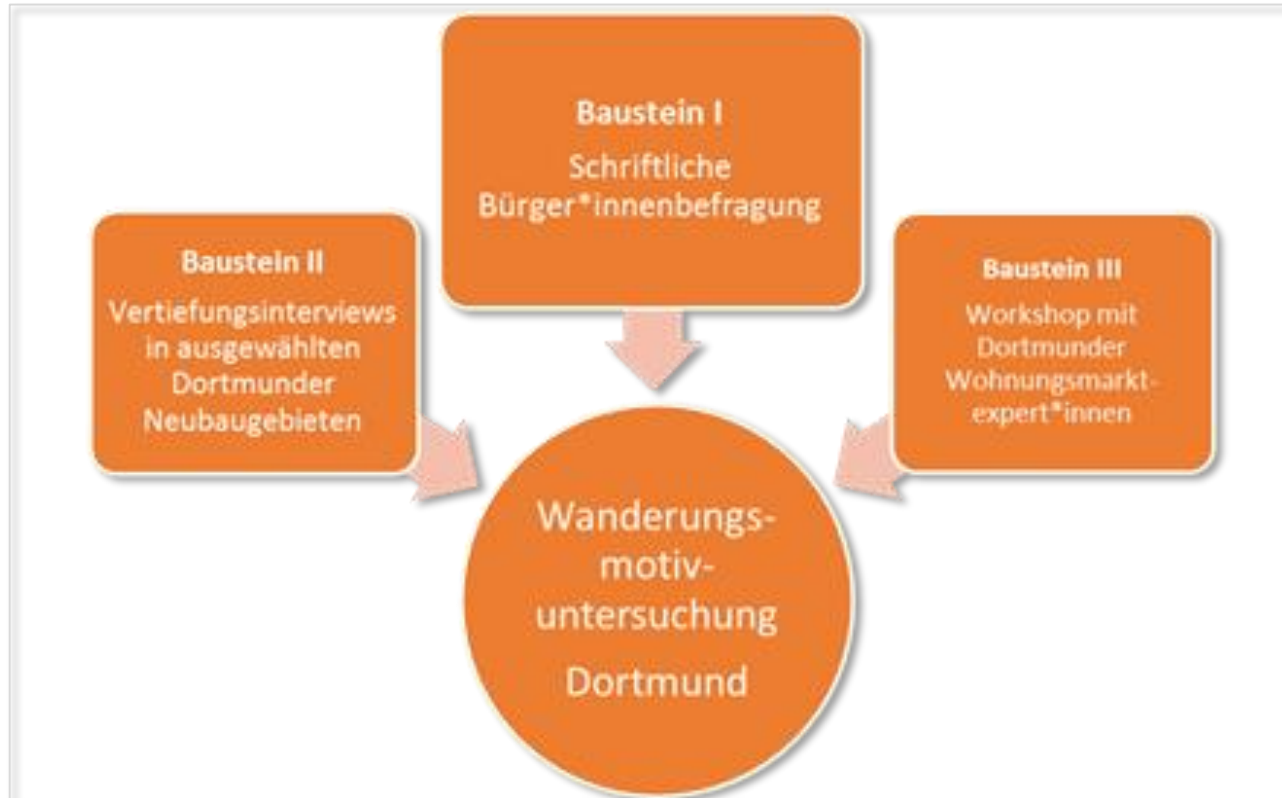 Baustein I
Schriftliche
Bürger*innenbefragung
Baustein II
Vertiefungsinterviews
in ausgewählten
Dortmunder
Neubaugebieten
Baustein III
Workshop mit
Dortmunder
Wohnungsmarkt-
expert*innen
Wanderungs-
motiv-
untersuchung
Dortmund